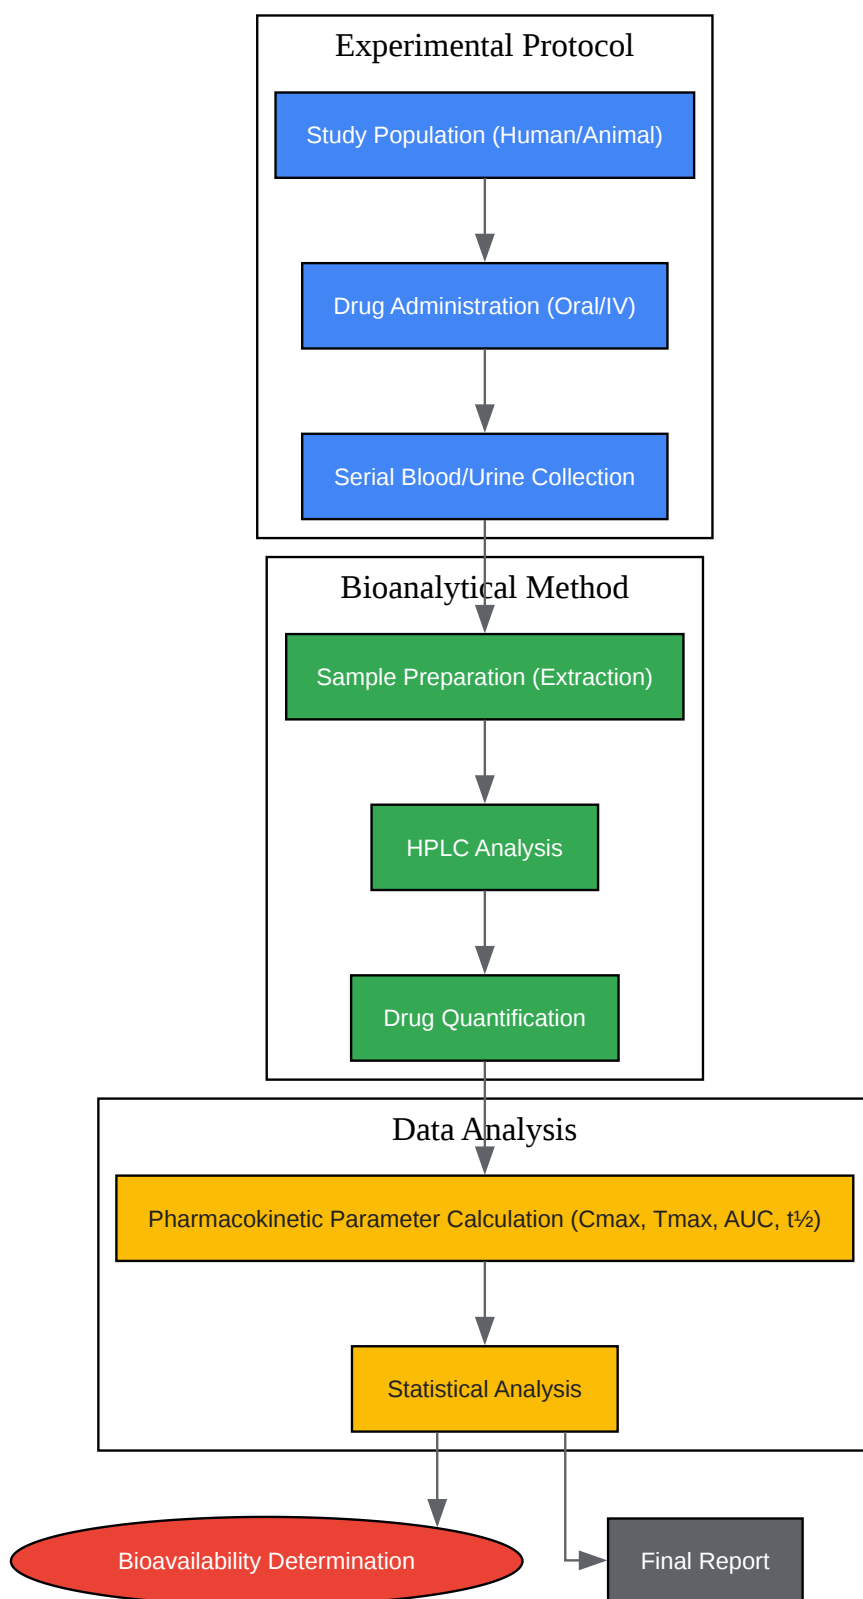 Experimental Protocol
Study Population (Human/Animal)
Drug Administration (Oral/IV)
Serial Blood/Urine Collection
Bioanalytical Method
Sample Preparation (Extraction)
HPLC Analysis
Drug Quantification
Data Analysis
Pharmacokinetic Parameter Calculation (Cmax, Tmax, AUC, t½)
Statistical Analysis
Bioavailability Determination
Final Report